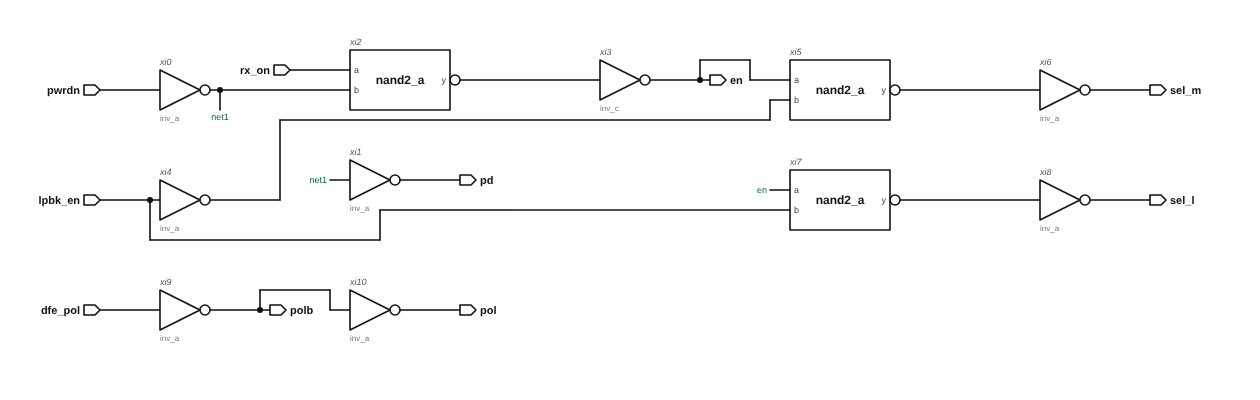 xi0
pwrdn
inv_a
net1
rx_on
xi2
a
b
nand2_a
y
xi3
inv_c
en
xi5
a
b
nand2_a
y
xi6
inv_a
sel_m
xi4
lpbk_en
inv_a
xi1
net1
inv_a
pd
xi7
en
a
b
nand2_a
y
xi8
inv_a
sel_l
xi9
dfe_pol
inv_a
polb
xi10
inv_a
pol